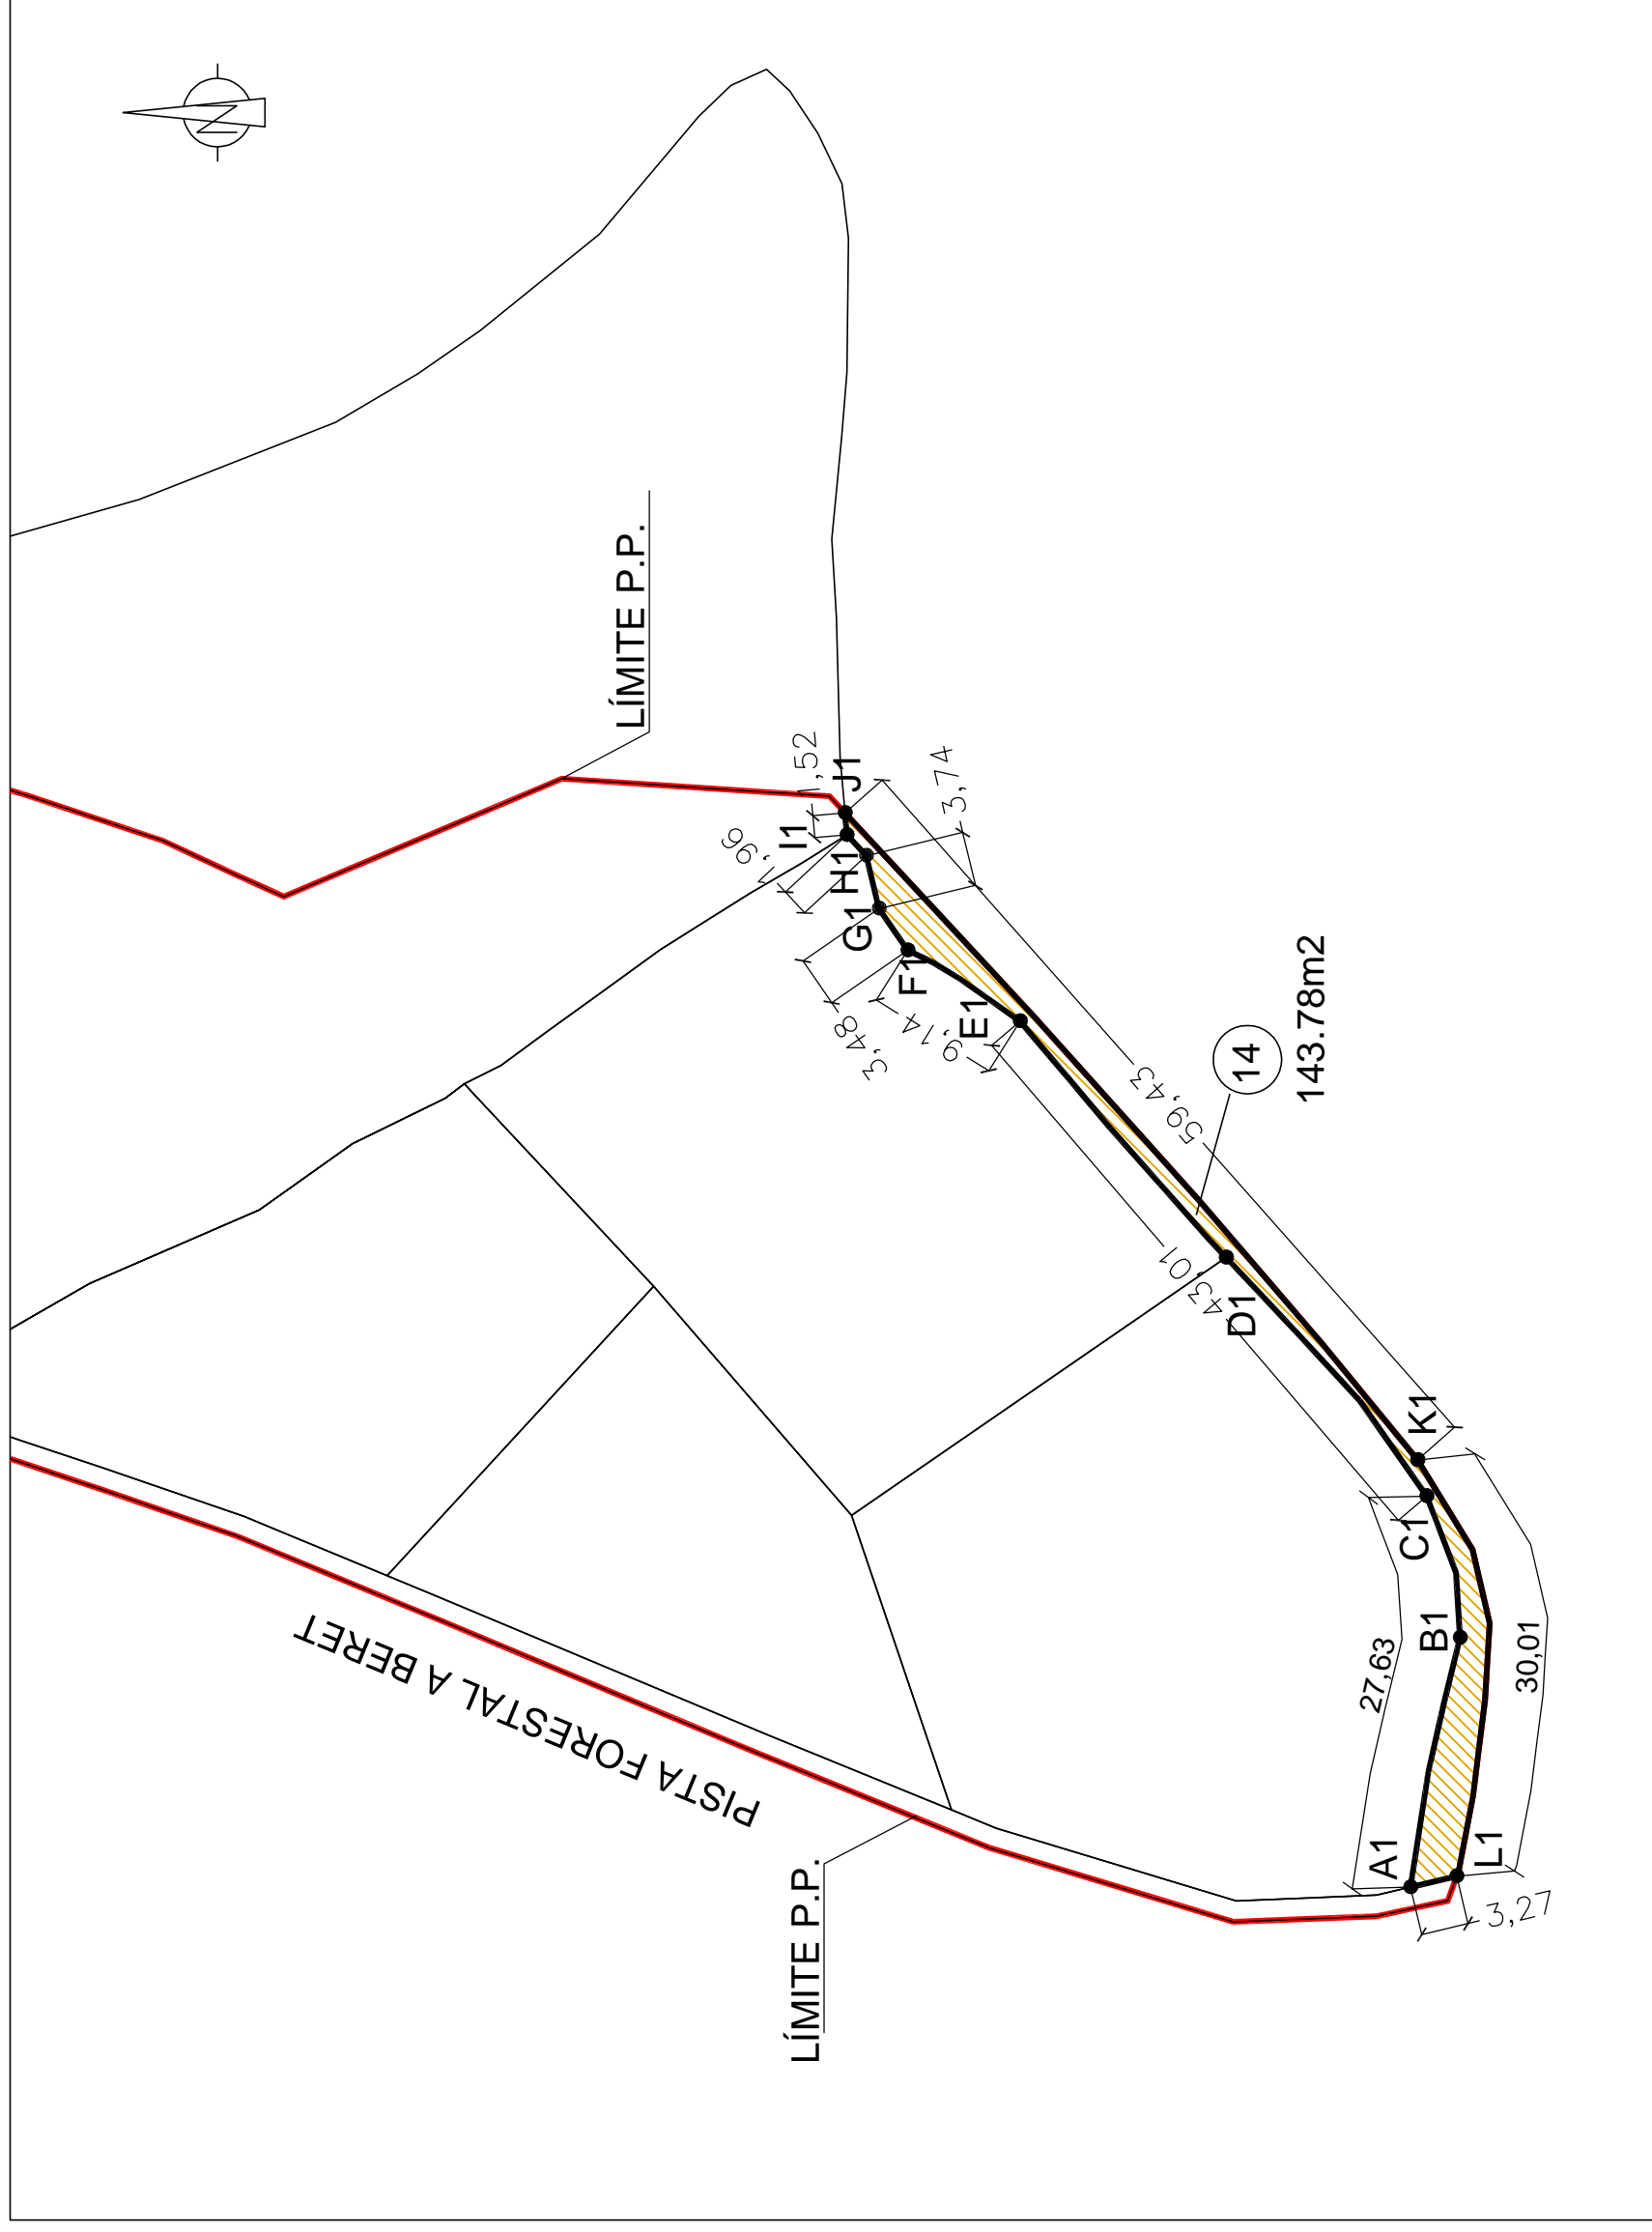 N
LÍMITE P.P.
1,52
J1
I1
1,96
H1
3,74
G1
F1
3,48
9,14
E1
59,43
14
143.78m2
43,01
D1
K1
C1
B1
27,63
30,01
A1
L1
3,27
PISTA FORESTAL A BERET
LÍMITE P.P.